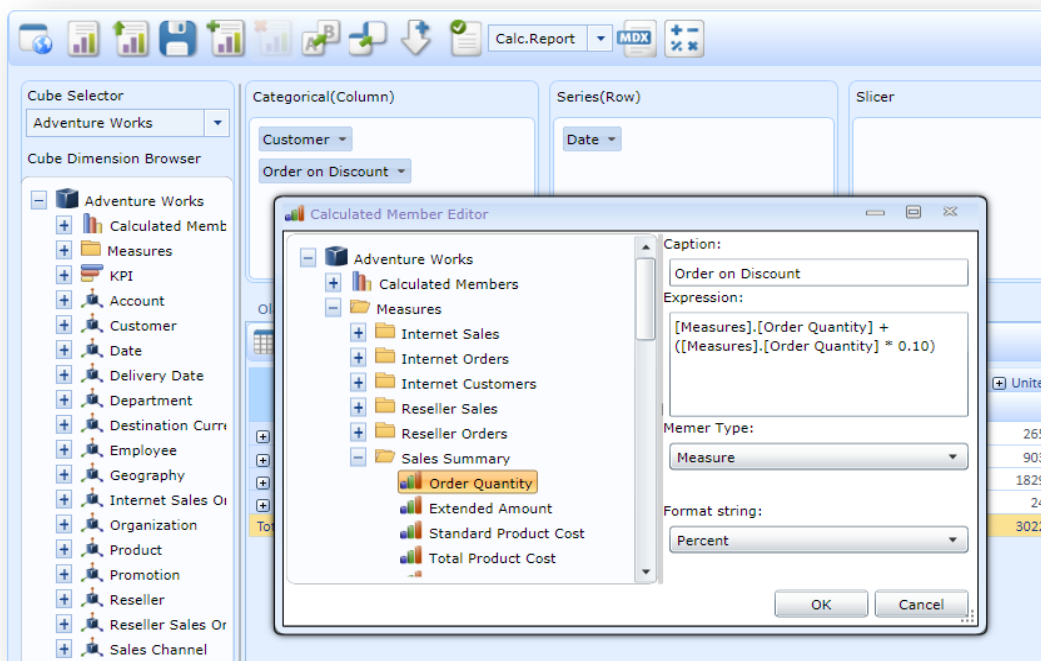 Calc.Report
MDX
Cube Selector
Adventure Works
Cube Dimension Browser
Adventure Works
Calculated Memb
Measures
KPI
Account
Customer
Date
Delivery Date
Department
Destination Curre
Employee
Geography
Internet Sales Or
Organization
Product
Promotion
Reseller
Reseller Sales Or
Sales Channel
Categorical(Column)
Customer
Order on Discount
Series(Row)
Date
Slicer
Calculated Member Editor
Adventure Works
Calculated Members
Measures
Internet Sales
Internet Orders
Internet Customers
Reseller Sales
Reseller Orders
Sales Summary
Order Quantity
Extended Amount
Standard Product Cost
Total Product Cost
Caption:
Order on Discount
Expression:
[Measures].[Order Quantity] +
([Measures].[Order Quantity] * 0.10)
Memer Type:
Measure
Format string:
Percent
OK
Cancel
Ol
Unite
265
903
1829
24
Tot
3022